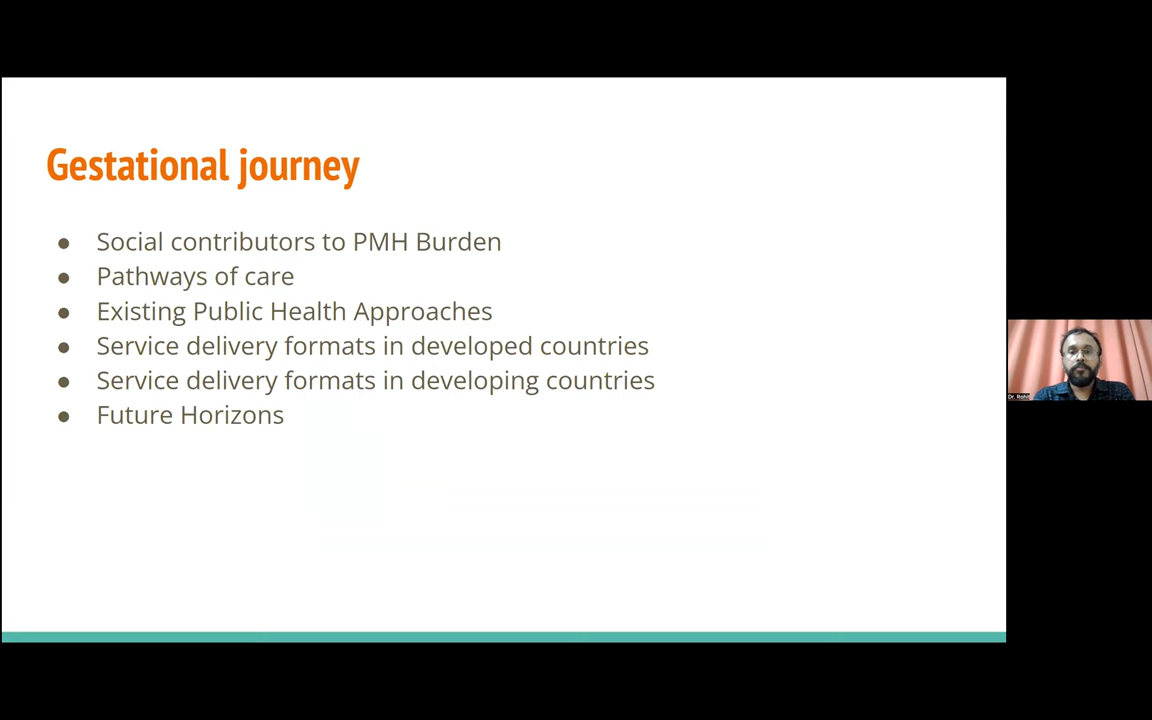 Gestational journey
● Social contributors to PMH Burden
● Pathways of care
● Existing Public Health Approaches
● Service delivery formats in developed countries
● Service delivery formats in developing countries
● Future Horizons
Dr. Rohit